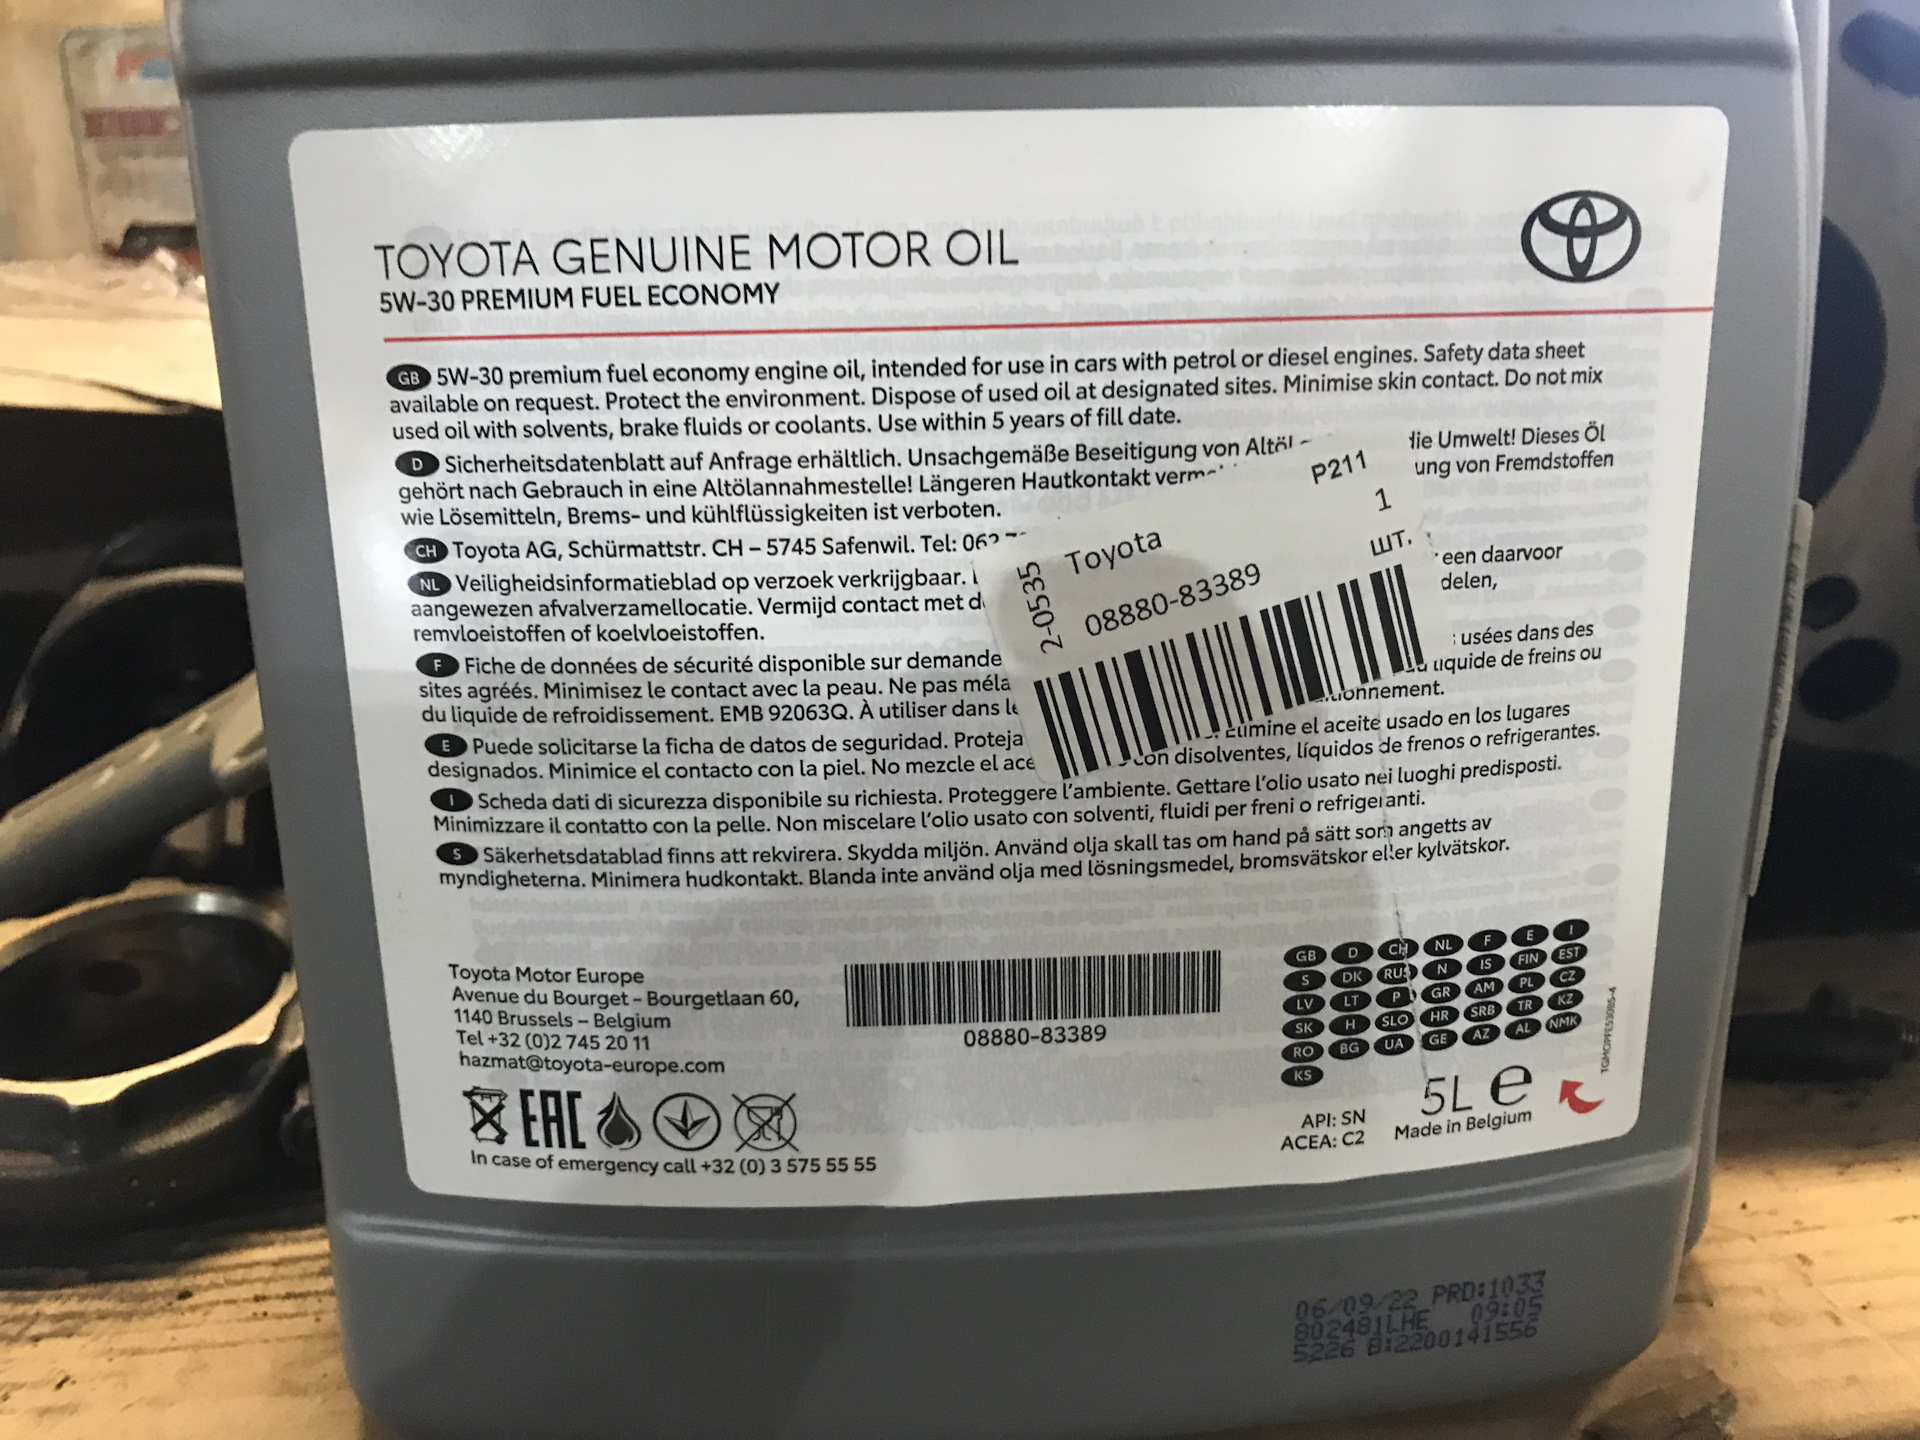 TOYOTA GENUINE MOTOR OIL
5W-30 PREMIUM FUEL ECONOMY
GB 5W-30 premium fuel economy engine oil, intended for use in cars with petrol or diesel engines. Safety data sheet
available on request. Protect the environment. Dispose of used oil at designated sites. Minimise skin contact. Do not mix
used oil with solvents, brake fluids or coolants. Use within 5 years of fill date.
D Sicherheitsdatenblatt auf Anfrage erhältlich. Unsachgemäße Beseitigung von Altöl die Umwelt! Dieses Öl
gehört nach Gebrauch in eine Altölannahmestelle! Längeren Hautkontakt ung von Fremdstoffen
wie Lösemitteln, Brems- und kühlflüssigkeiten ist verboten.
CH Toyota AG, Schürmattstr. CH – 5745 Safenwil. Tel:
NL Veiligheidsinformatieblad op verzoek verkrijgbaar. een daarvoor
aangewezen afvalverzamellocatie. Vermijd contact met delen,
remvloeistoffen of koelvloeistoffen.
F Fiche de données de sécurité disponible sur demande usées dans des
sites agréés. Minimisez le contact avec la peau. Ne pas liquide de freins ou
du liquide de refroidissement. EMB 92063Q. À utiliser dans
E Puede solicitarse la ficha de datos de seguridad. Proteja Elimine el aceite usado en los lugares
designados. Minimice el contacto con la piel. No mezcle el con disolventes, líquidos de frenos o refrigerantes.
I Scheda dati di sicurezza disponibile su richiesta. Proteggere l'ambiente. Gettare l'olio usato nei luoghi predisposti.
Minimizzare il contatto con la pelle. Non miscelare l'olio usato con solventi, fluidi per freni o refrigeranti.
S Säkerhetsdatablad finns att rekvirera. Skydda miljön. Använd olja skall tas om hand på sätt som angetts av
myndigheterna. Minimera hudkontakt. Blanda inte använd olja med lösningsmedel, bromsvätskor eller kylvätskor.
P211
1
шт.
Toyota
2-0535
08880-83389
Toyota Motor Europe
Avenue du Bourget – Bourgetlaan 60,
1140 Brussels – Belgium
Tel +32 (0)2 745 20 11
hazmat@toyota-europe.com
08880-83389
GB D CH NL F E I
S DK RUS N IS FIN EST
LV LT P GR AM PL CZ
SK H SLO HR SRB TR KZ
RO BG UA GE AZ AL NMK
KS
EAC
In case of emergency call +32 (0) 3 575 55 55
API: SN
ACEA: C2
5L e
Made in Belgium
06/09/22 PRD:1033
802481LHE 09:05
5226 B:2200141556